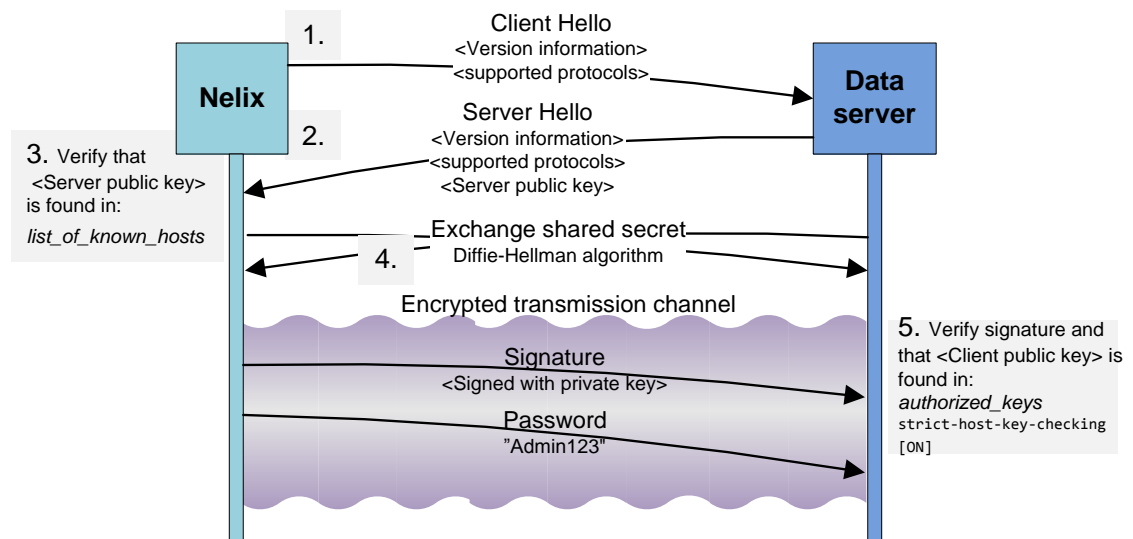 1.
Client Hello
<Version information>
<supported protocols>
Nelix
Data
server
2.
Server Hello
<Version information>
<supported protocols>
<Server public key>
3. Verify that
<Server public key>
is found in:
list_of_known_hosts
Exchange shared secret
4.
Diffie-Hellman algorithm
Encrypted transmission channel
Signature
<Signed with private key>
Password
”Admin123"
5. Verify signature and
that <Client public key> is
found in:
authorized_keys
strict-host-key-checking
[ON]